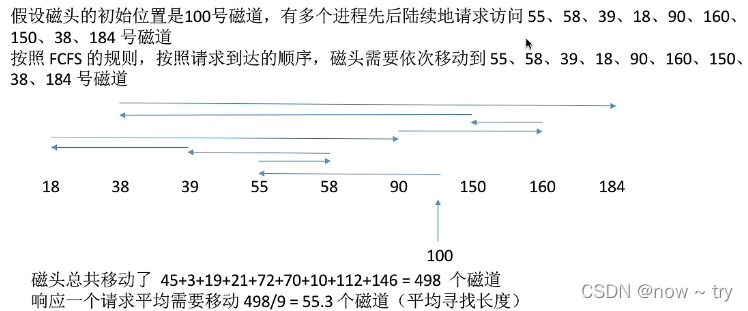 假设磁头的初始位置是100号磁道，有多个进程先后陆续地请求访问 55、58、39、18、90、160、
150、38、184 号磁道
按照 FCFS 的规则，按照请求到达的顺序，磁头需要依次移动到 55、58、39、18、90、160、150、
38、184 号磁道
18 38 39 55 58 90 150 160 184
100
磁头总共移动了 45+3+19+21+72+70+10+112+146 = 498 个磁道
响应一个请求平均需要移动 498/9 = 55.3 个磁道（平均寻找长度）
CSDN @now ~ try